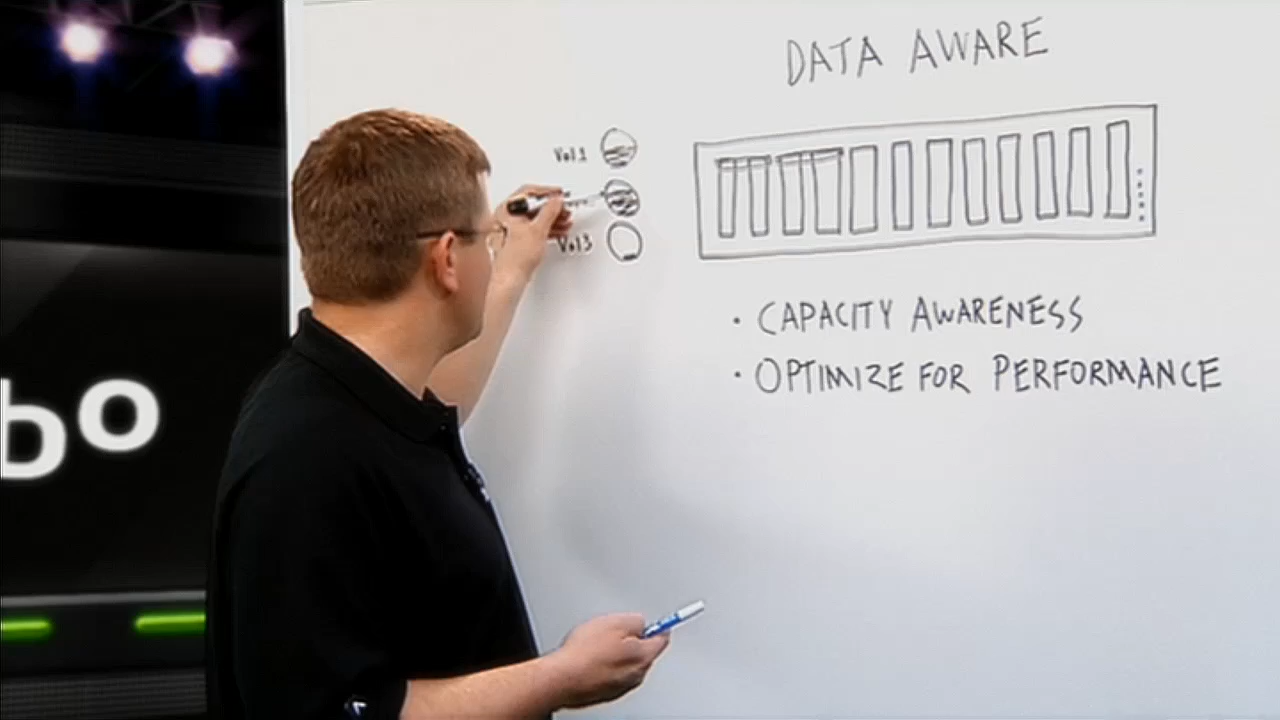 DATA AWARE
Vol1
Vol3
• CAPACITY AWARENESS
• OPTIMIZE FOR PERFORMANCE
bo